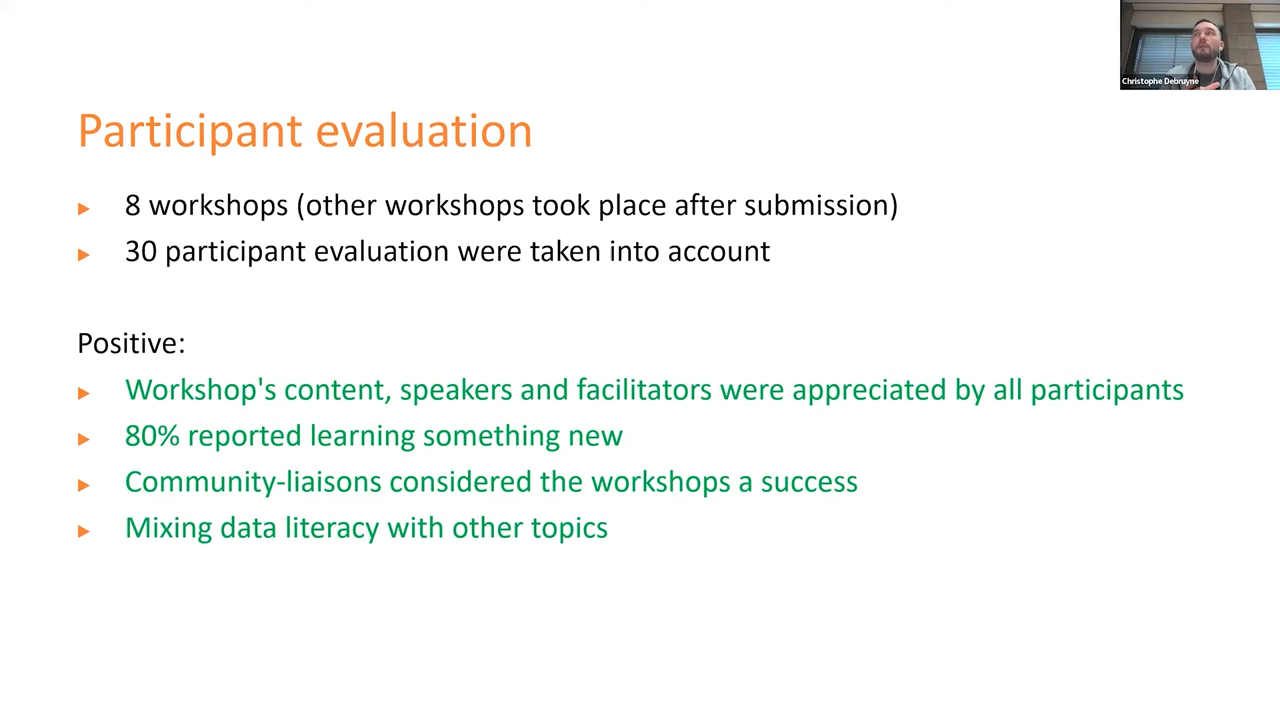 Christophe Debruyne
Participant evaluation
8 workshops (other workshops took place after submission)
30 participant evaluation were taken into account
Positive:
Workshop's content, speakers and facilitators were appreciated by all participants
80% reported learning something new
Community-liaisons considered the workshops a success
Mixing data literacy with other topics